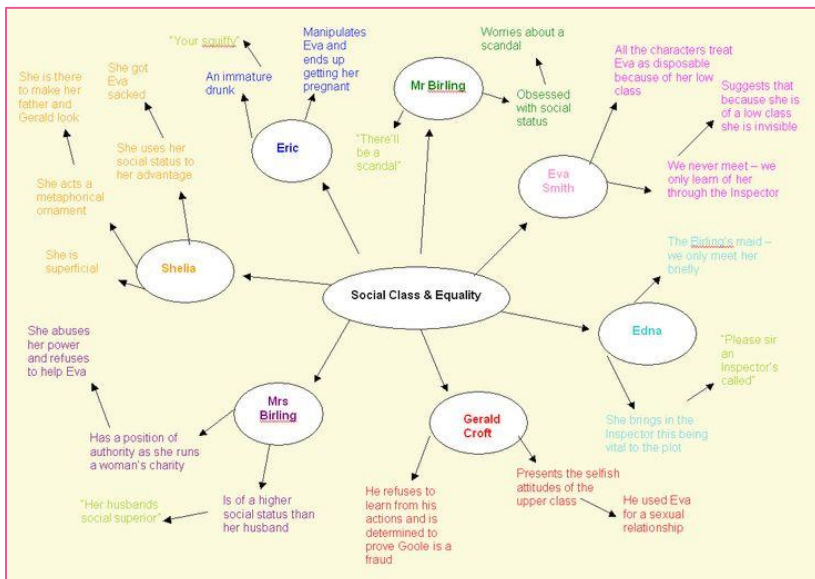 "Your squiffy"
Manipulates
Eva and
ends up
getting her
pregnant
An immature
drunk
Eric
Worries about a
scandal
Mr Birling
Obsessed with
social
status
"There'll
be a
scandal"
All the characters treat
Eva as disposable
because of her low
class
Suggests that
because she is
of a low class
she is invisible
Eva
Smith
We never meet – we
only learn of her
through the Inspector
She is there
to make her
father and
Gerald look
She got
Eva
sacked
She uses her
social status to
her advantage
She acts a
metaphorical
ornament
She is
superficial
Shelia
Social Class & Equality
The Birling's maid –
we only meet her
briefly
Edna
"Please sir
an
Inspector's
called"
She brings in the
Inspector this being
vital to the plot
She abuses
her power
and refuses
to help Eva
Mrs
Birling
Has a position of
authority as she runs
a woman's charity
"Her husbands
social superior"
Is of a higher
social status than
her husband
Gerald
Croft
He refuses to
learn from his
actions and is
determined to
prove Goole is a
fraud
Presents the selfish
attitudes of the
upper class
He used Eva
for a sexual
relationship